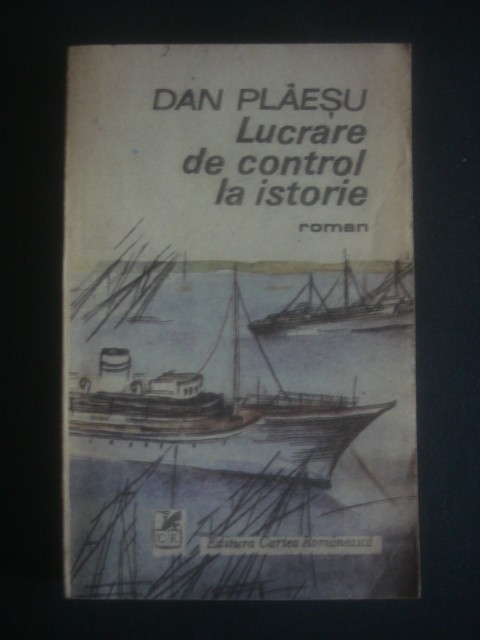 DAN PLĂEȘU
Lucrare
de control
la istorie
roman
CR
Editura Cartea Românească